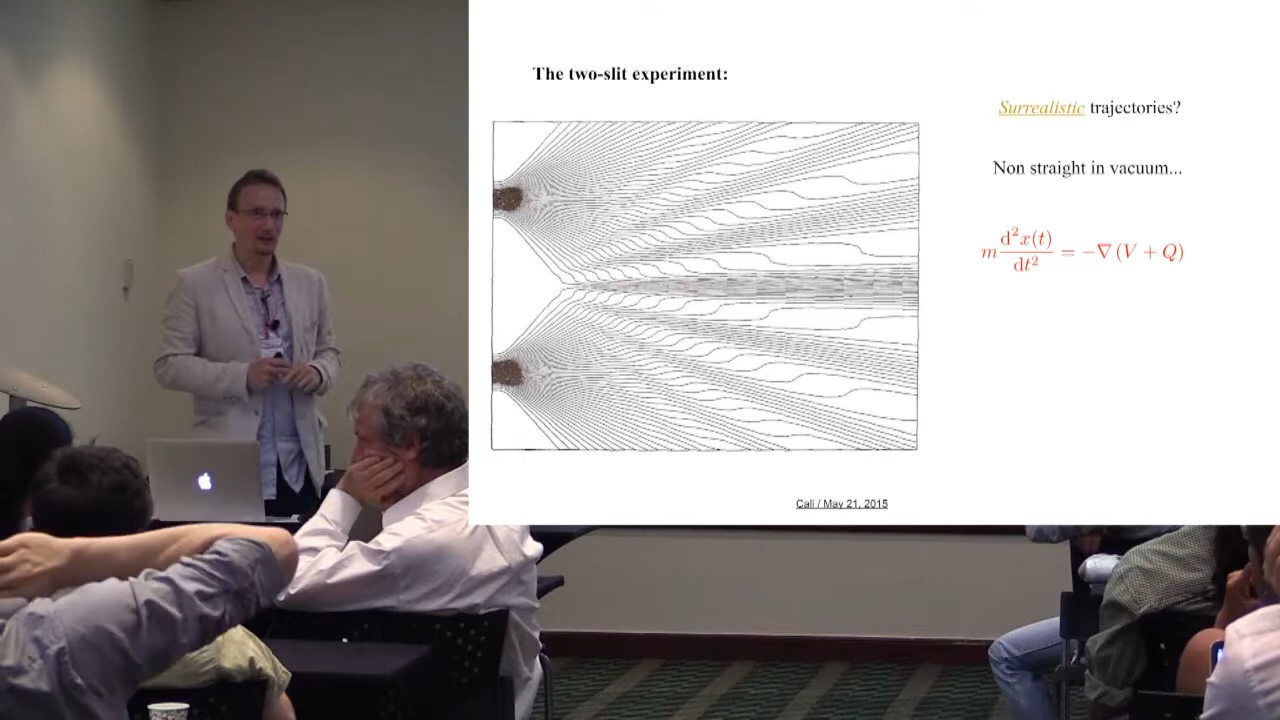 The two-slit experiment:
Surrealistic trajectories?
Non straight in vacuum...
m d²x(t)/dt² = −∇ (V + Q)
Cali / May 21, 2015